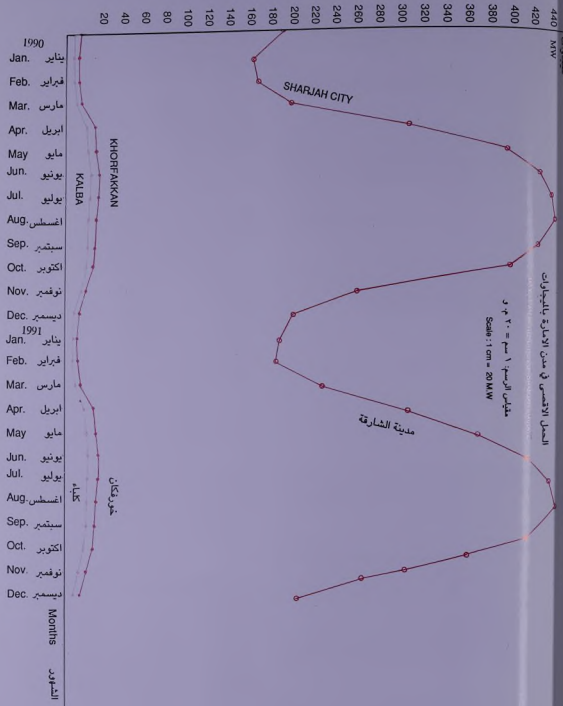 الحمل الاقصى في مدن الامارة بالميجاوات
مقياس الرسم: ١ سم = ٢٠ م. و
Scale : 1 cm = 20 M.W
MW
440
420
400
380
360
340
320
300
280
260
240
220
200
180
160
140
120
100
80
60
40
20
SHARJAH CITY
مدينة الشارقة
KHORFAKKAN
خورفكان
KALBA
كلباء
1990
Jan. يناير
Feb. فبراير
Mar. مارس
Apr. ابريل
May مايو
Jun. يونيو
Jul. يوليو
Aug. اغسطس
Sep. سبتمبر
Oct. اكتوبر
Nov. نوفمبر
Dec. ديسمبر
1991
Jan. يناير
Feb. فبراير
Mar. مارس
Apr. ابريل
May مايو
Jun. يونيو
Jul. يوليو
Aug. اغسطس
Sep. سبتمبر
Oct. اكتوبر
Nov. نوفمبر
Dec. ديسمبر
Months
الشهور